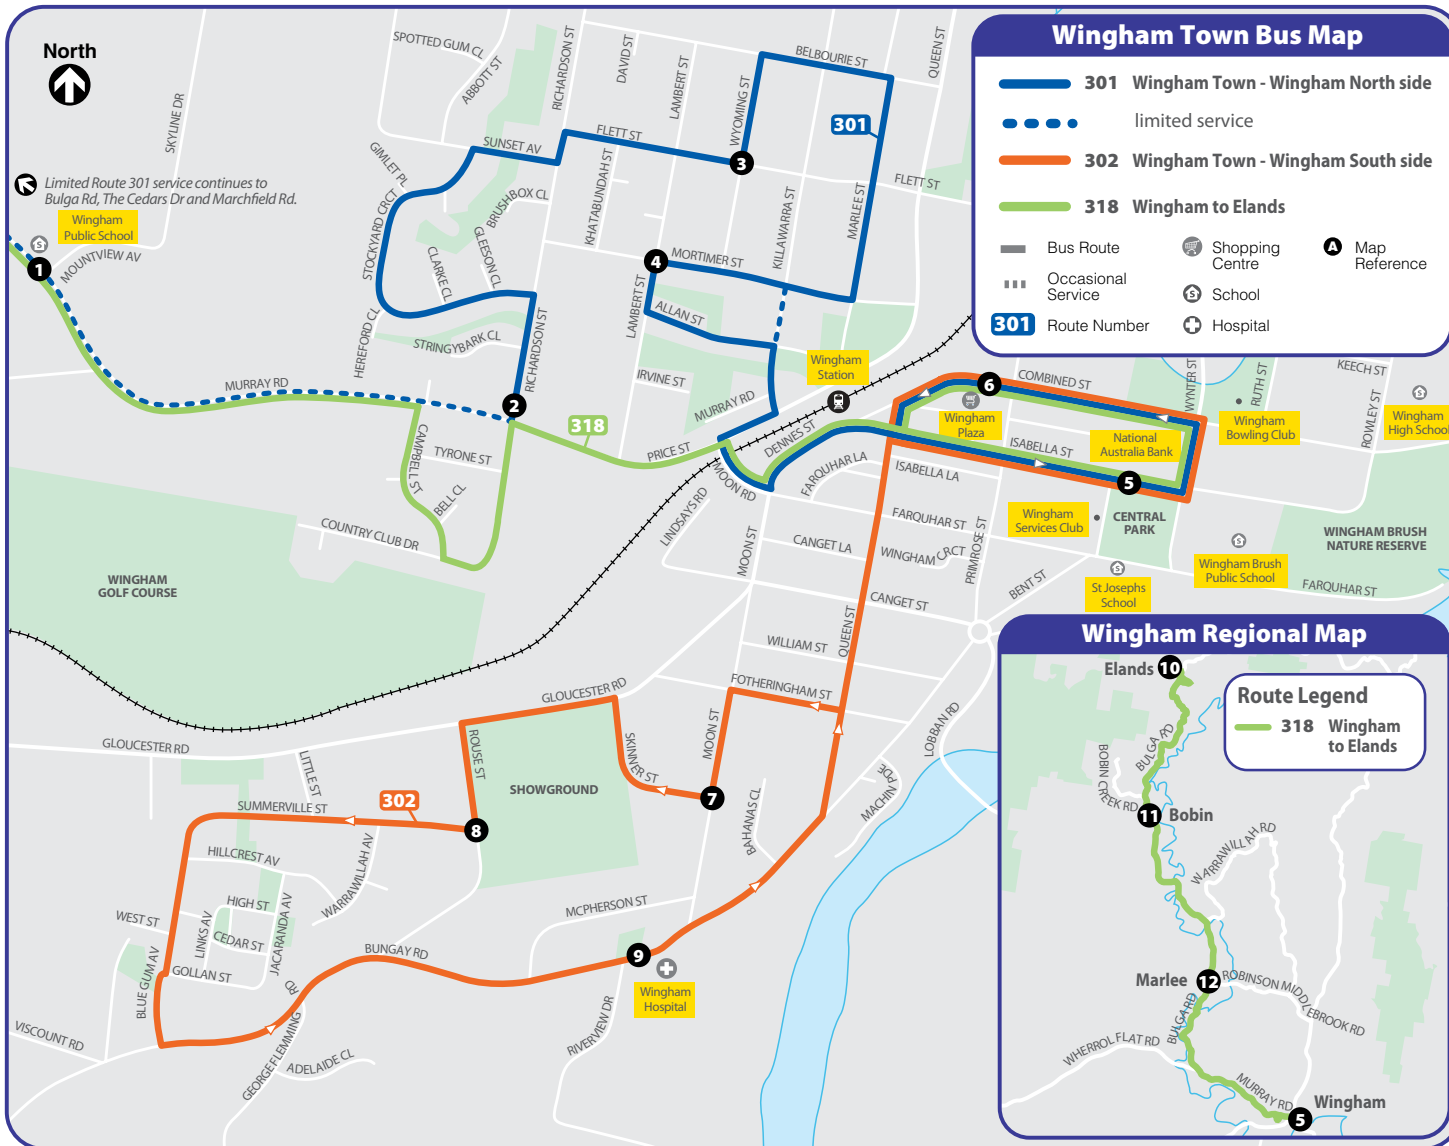 North
Wingham Town Bus Map
301 Wingham Town - Wingham North side
limited service
302 Wingham Town - Wingham South side
318 Wingham to Elands
Bus Route
Occasional
Service
301 Route Number
Shopping
Centre
S School
Hospital
A Map
Reference
Limited Route 301 service continues to
Bulga Rd, The Cedars Dr and Marchfield Rd.
Wingham
Public School
S
1
MOUNTVIEW AV
SKYLINE DR
SPOTTED GUM CL
ABBOTT ST
RICHARDSON ST
DAVID ST
LAMBERT ST
WYOMING ST
BELBOURIE ST
QUEEN ST
301
SUNSET AV
FLETT ST
3
FLETT ST
GIMLET PL
BRUSHBOX CL
KHATABUNDAH ST
KILLAWARRA ST
MARLEE ST
STOCKYARD CRCT
GLEESON CL
CLARKE CL
4
MORTIMER ST
HEREFORD CL
STRINGYBARK CL
RICHARDSON ST
LAMBERT ST
ALLAN ST
IRVINE ST
MURRAY RD
MURRAY RD
2
318
PRICE ST
CAMPBELL ST
TYRONE ST
BELL CL
COUNTRY CLUB DR
WINGHAM
GOLF COURSE
Wingham
Station
DENNES ST
MOON RD
FARQUHAR LA
LINDSAYS RD
6
COMBINED ST
Wingham
Plaza
ISABELLA ST
National
Australia Bank
WYNTER ST
RUTH ST
KEECH ST
ROWLEY ST
S
Wingham
High School
Wingham
Bowling Club
ISABELLA LA
5
FARQUHAR ST
Wingham
Services Club
CENTRAL
PARK
WINGHAM BRUSH
NATURE RESERVE
S
Wingham Brush
Public School
S
St Josephs
School
FARQUHAR ST
CANGET LA
WINGHAM CRCT
PRIMROSE ST
BENT ST
MOON ST
CANGET ST
WILLIAM ST
QUEEN ST
FOTHERINGHAM ST
LOBBAN RD
MACHIN PDE
GLOUCESTER RD
GLOUCESTER RD
SKINNER ST
MOON ST
7
ROUSE ST
SHOWGROUND
LITTLE ST
SUMMERVILLE ST
302
8
BAHANAS CL
HILLCREST AV
WARRAWILLAH AV
HIGH ST
WEST ST
LINKS AV
CEDAR ST
JACARANDA AV
GOLLAN ST
BLUE GUM AV
BUNGAY RD
MCPHERSON ST
9
Wingham
Hospital
RIVERVIEW DR
VISCOUNT RD
GEORGE FLEMMING RD
ADELAIDE CL
Wingham Regional Map
Elands 10
Route Legend
318 Wingham
to Elands
BULGA RD
BOBIN CREEK RD
11 Bobin
WARRAWILLAH RD
Marlee 12
ROBINSON MIDDLEBROOK RD
BULGA RD
WHERROL FLAT RD
MURRAY RD
Wingham
5